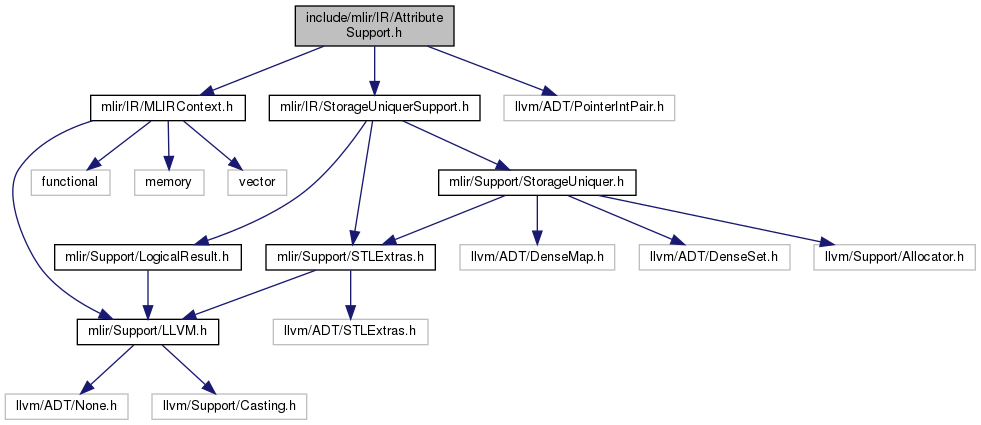 include/mlir/IR/Attribute
Support.h
mlir/IR/MLIRContext.h
mlir/IR/StorageUniquerSupport.h
llvm/ADT/PointerIntPair.h
functional
memory
vector
mlir/Support/StorageUniquer.h
mlir/Support/LogicalResult.h
mlir/Support/STLExtras.h
llvm/ADT/DenseMap.h
llvm/ADT/DenseSet.h
llvm/Support/Allocator.h
mlir/Support/LLVM.h
llvm/ADT/STLExtras.h
llvm/ADT/None.h
llvm/Support/Casting.h